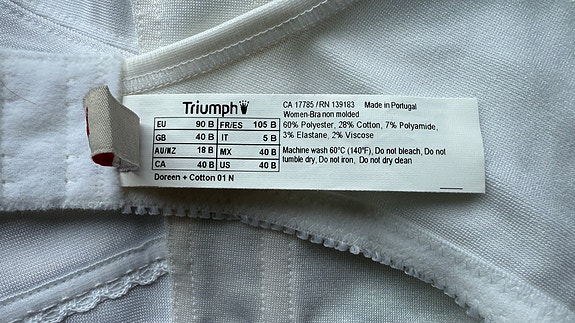 Triumph
EU 90 B FR/ES 105 B
GB 40 B IT 5 B
AU/NZ 18 B MX 40 B
CA 40 B US 40 B
Doreen + Cotton 01 N
CA 17785 / RN 139183 Made in Portugal
Women-Bra non molded
60% Polyester, 28% Cotton, 7% Polyamide,
3% Elastane, 2% Viscose
Machine wash 60°C (140°F), Do not bleach, Do not
tumble dry, Do not iron, Do not dry clean